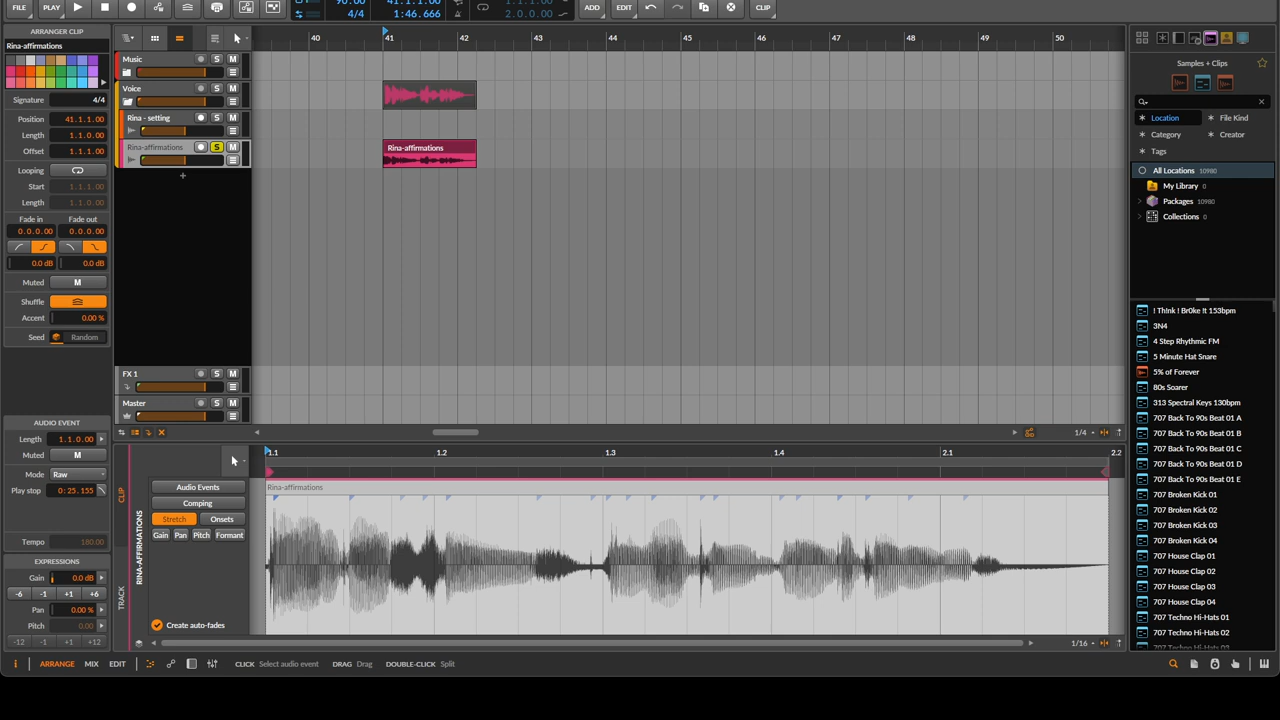 FILE PLAY 90.00 41.1.1.00 1.1.1.00 ADD EDIT CLIP
4/4 1:46.666 2.0.0.00
ARRANGER CLIP
Rina-affirmations
Signature 4/4
Position 41.1.1.00
Length 1.1.0.00
Offset 1.1.1.00
Looping
Start 1.1.1.00
Length 1.1.0.00
Fade in Fade out
0.0.0.00 0.0.0.00
0.0 dB 0.0 dB
Muted M
Shuffle
Accent 0.00 %
Seed Random
AUDIO EVENT
Length 1.1.0.00
Muted M
Mode Raw
Play stop 0:25.155
Tempo 180.00
EXPRESSIONS
Gain 0.0 dB
-6 -1 +1 +6
Pan 0.00 %
Pitch 0.00
-12 -1 +1 +12
40 41 42 43 44 45 46 47 48 49 50
Music S M
Voice S M
Rina - setting S M
Rina-affirmations S M
Rina-affirmations
+
FX 1 S M
Master S M
1/4
CLIP
TRACK
RINA-AFFIRMATIONS
Audio Events
Comping
Stretch Onsets
Gain Pan Pitch Formant
Create auto-fades
1.1 1.2 1.3 1.4 2.1 2.2
Rina-affirmations
1/16
Samples + Clips
Location File Kind
Category Creator
Tags
All Locations 10980
My Library 0
Packages 10980
Collections 0
! Th!nk ! Br0ke !t 153bpm
3N4
4 Step Rhythmic FM
5 Minute Hat Snare
5% of Forever
80s Soarer
313 Spectral Keys 130bpm
707 Back To 90s Beat 01 A
707 Back To 90s Beat 01 B
707 Back To 90s Beat 01 C
707 Back To 90s Beat 01 D
707 Back To 90s Beat 01 E
707 Broken Kick 01
707 Broken Kick 02
707 Broken Kick 03
707 Broken Kick 04
707 House Clap 01
707 House Clap 02
707 House Clap 03
707 House Clap 04
707 Techno Hi-Hats 01
707 Techno Hi-Hats 02
707 Techno Hi-Hats 03
i ARRANGE MIX EDIT CLICK Select audio event DRAG Drag DOUBLE-CLICK Split